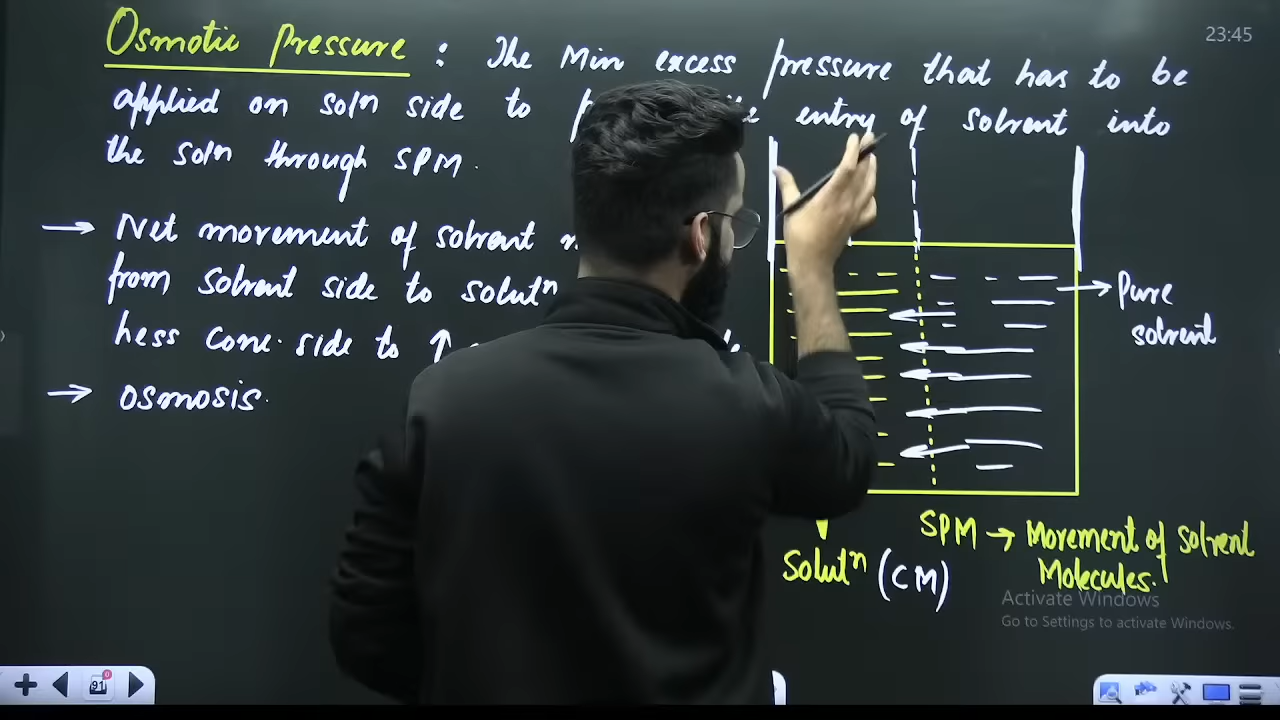 Osmotic Pressure : The Min excess pressure that has to be
applied on soln side to entry of solvent into
the soln through SPM.
→ Net movement of solvent
from solvent side to solutn
Less conc. side to ↑
→ osmosis.
→ Pure
solvent
SPM → Movement of solvent
Molecules.
Solutn (CM)
23:45
Activate Windows
Go to Settings to activate Windows.
91
0